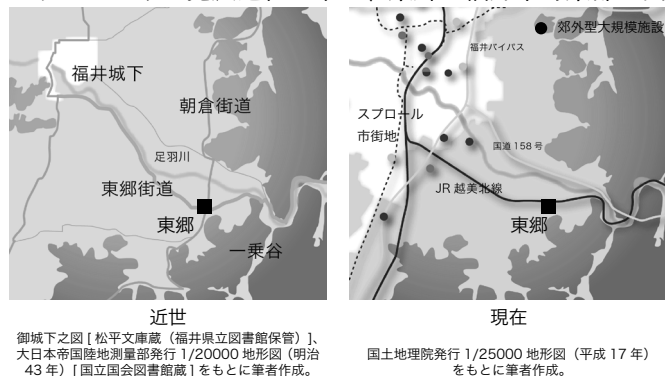 福井城下
朝倉街道
足羽川
東郷街道
東郷
一乗谷
近世
御城下之図 [ 松平文庫蔵（福井県立図書館保管）]、
大日本帝国陸地測量部発行 1/20000 地形図（明治
43 年）[ 国立国会図書館蔵 ] をもとに筆者作成。
郊外型大規模施設
福井バイパス
スプロール
市街地
国道 158 号
JR 越美北線
東郷
現在
国土地理院発行 1/25000 地形図（平成 17 年）
をもとに筆者作成。